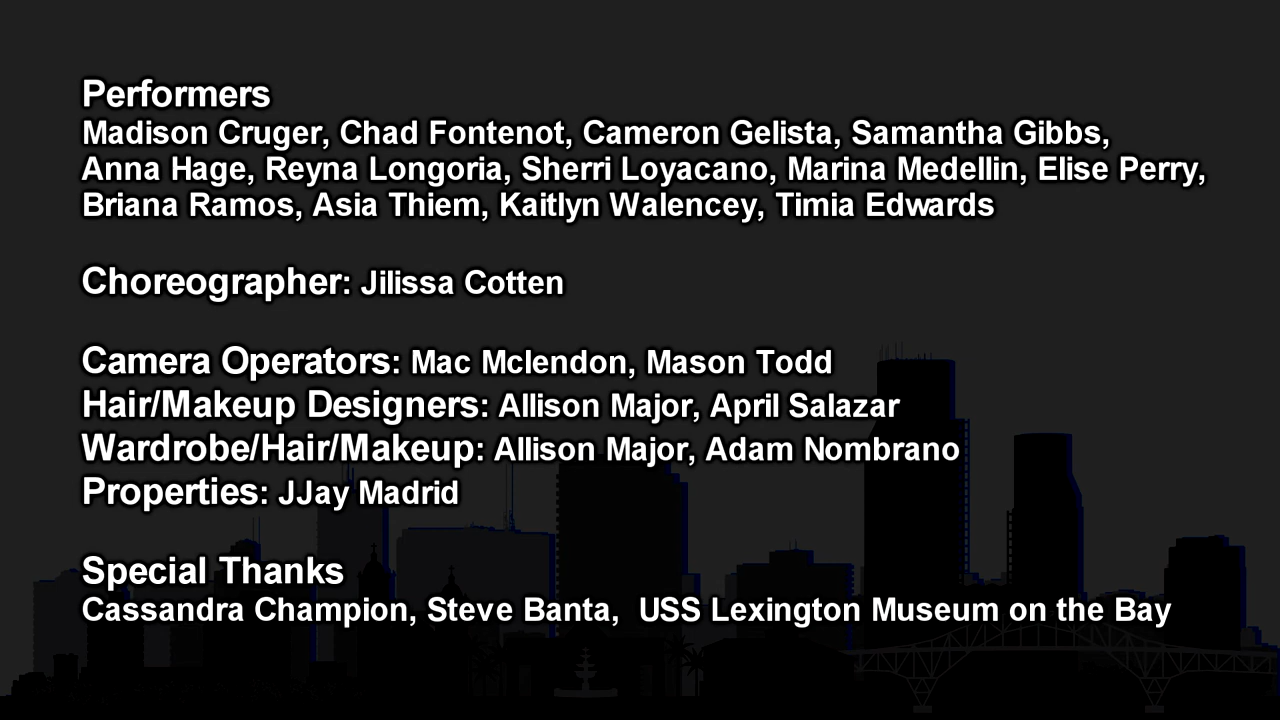 Performers
Madison Cruger, Chad Fontenot, Cameron Gelista, Samantha Gibbs,
Anna Hage, Reyna Longoria, Sherri Loyacano, Marina Medellin, Elise Perry,
Briana Ramos, Asia Thiem, Kaitlyn Walencey, Timia Edwards
Choreographer: Jilissa Cotten
Camera Operators: Mac Mclendon, Mason Todd
Hair/Makeup Designers: Allison Major, April Salazar
Wardrobe/Hair/Makeup: Allison Major, Adam Nombrano
Properties: JJay Madrid
Special Thanks
Cassandra Champion, Steve Banta,  USS Lexington Museum on the Bay